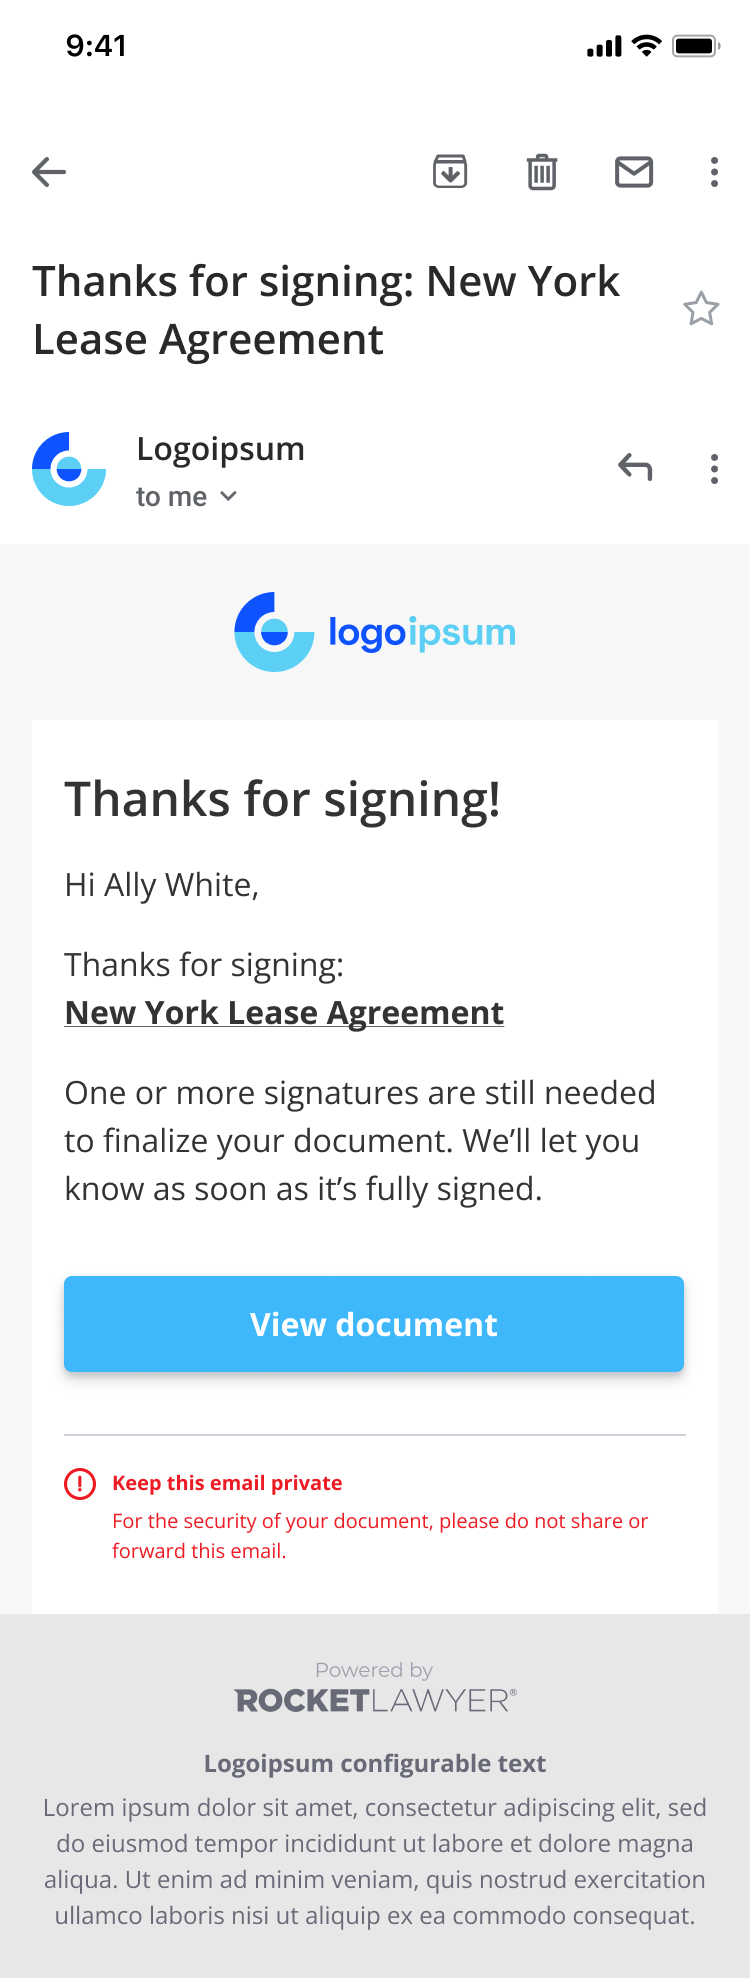 9:41
Thanks for signing: New York
Lease Agreement
Logoipsum
to me
logoipsum
Thanks for signing!
Hi Ally White,
Thanks for signing:
New York Lease Agreement
One or more signatures are still needed
to finalize your document. We’ll let you
know as soon as it’s fully signed.
View document
Keep this email private
For the security of your document, please do not share or
forward this email.
Powered by
ROCKETLAWYER®
Logoipsum configurable text
Lorem ipsum dolor sit amet, consectetur adipiscing elit, sed
do eiusmod tempor incididunt ut labore et dolore magna
aliqua. Ut enim ad minim veniam, quis nostrud exercitation
ullamco laboris nisi ut aliquip ex ea commodo consequat.